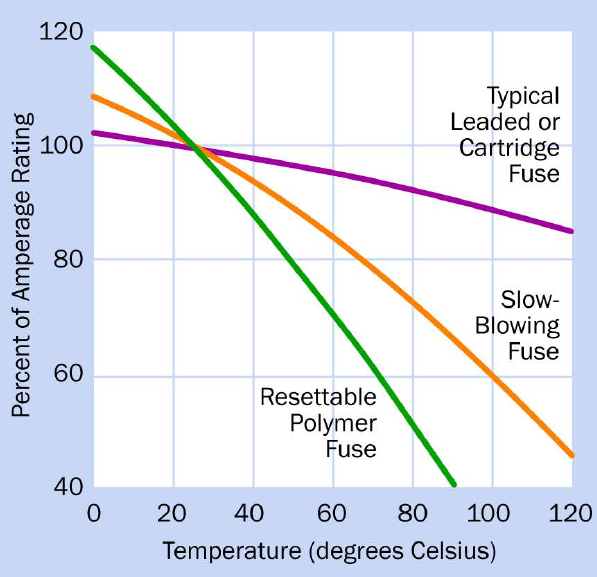 120
100
80
60
40
Percent of Amperage Rating
Typical
Leaded or
Cartridge
Fuse
Slow-
Blowing
Fuse
Resettable
Polymer
Fuse
0 20 40 60 80 100 120
Temperature (degrees Celsius)